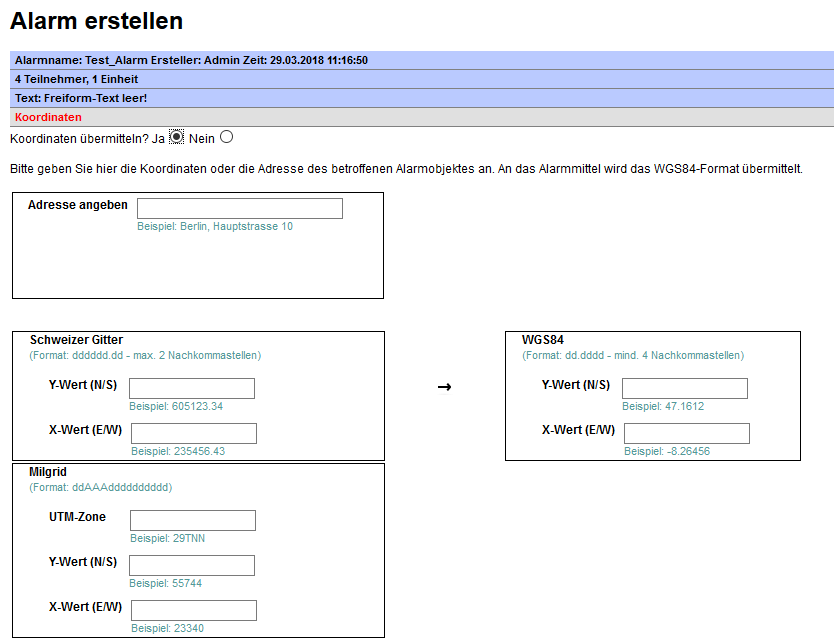 Alarm erstellen
Alarmname: Test_Alarm Ersteller: Admin Zeit: 29.03.2018 11:16:50
4 Teilnehmer, 1 Einheit
Text: Freiform-Text leer!
Koordinaten
Koordinaten übermitteln? Ja Nein
Bitte geben Sie hier die Koordinaten oder die Adresse des betroffenen Alarmobjektes an. An das Alarmmittel wird das WGS84-Format übermittelt.
Adresse angeben
Beispiel: Berlin, Hauptstrasse 10
Schweizer Gitter
(Format: dddddd.dd - max. 2 Nachkommastellen)
Y-Wert (N/S)
Beispiel: 605123.34
X-Wert (E/W)
Beispiel: 235456.43
→
WGS84
(Format: dd.dddd - mind. 4 Nachkommastellen)
Y-Wert (N/S)
Beispiel: 47.1612
X-Wert (E/W)
Beispiel: -8.26456
Milgrid
(Format: ddAAAdddddddddd)
UTM-Zone
Beispiel: 29TNN
Y-Wert (N/S)
Beispiel: 55744
X-Wert (E/W)
Beispiel: 23340